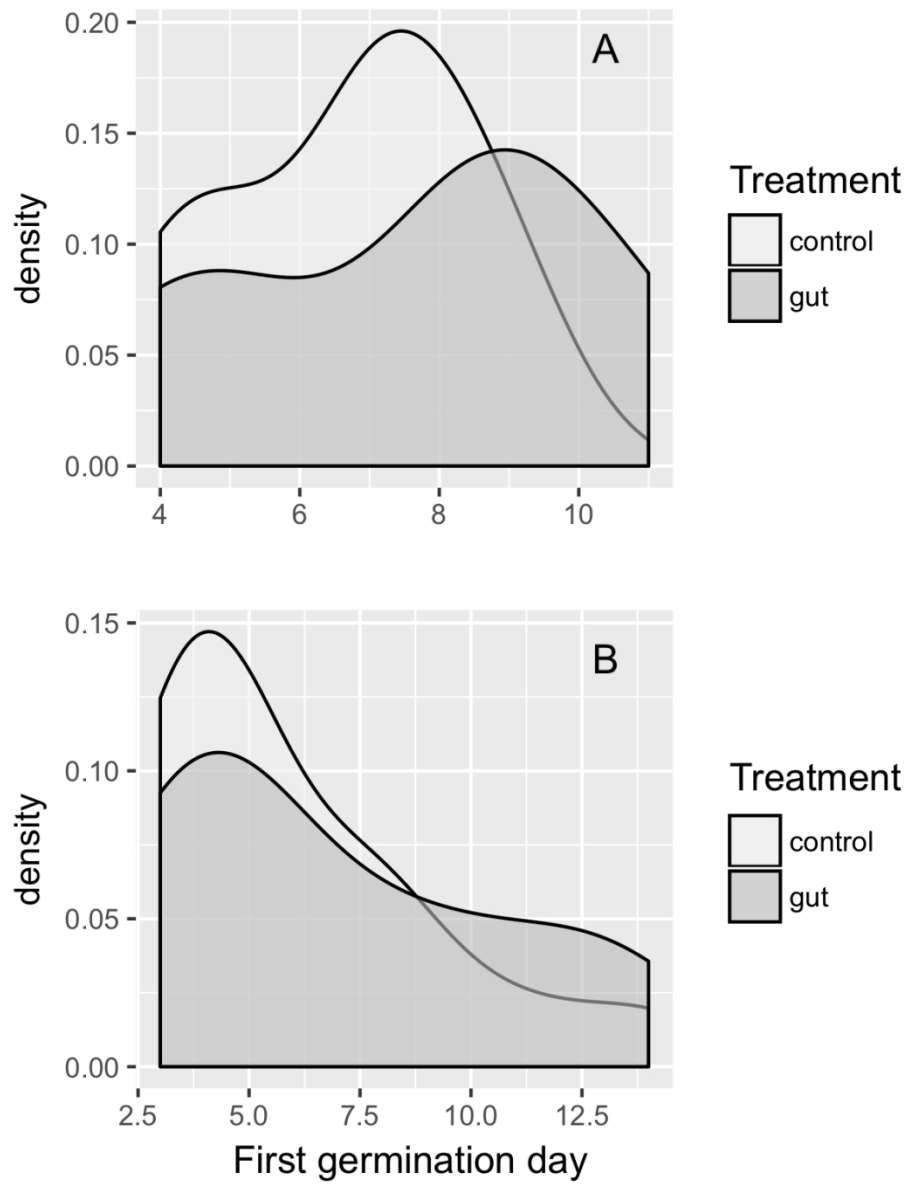 0.20
0.15
0.10
0.05
0.00
density
A
4 6 8 10
Treatment
control
gut
0.15
0.10
0.05
0.00
density
B
2.5 5.0 7.5 10.0 12.5
First germination day
Treatment
control
gut